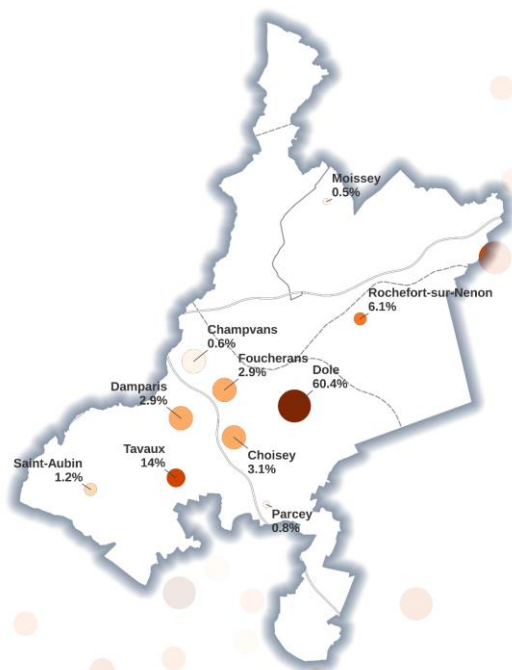 Moissey
0.5%
Rochefort-sur-Nenon
6.1%
Champvans
0.6%
Foucherans
2.9%
Dole
60.4%
Damparis
2.9%
Tavaux
14%
Choisey
3.1%
Saint-Aubin
1.2%
Parcey
0.8%